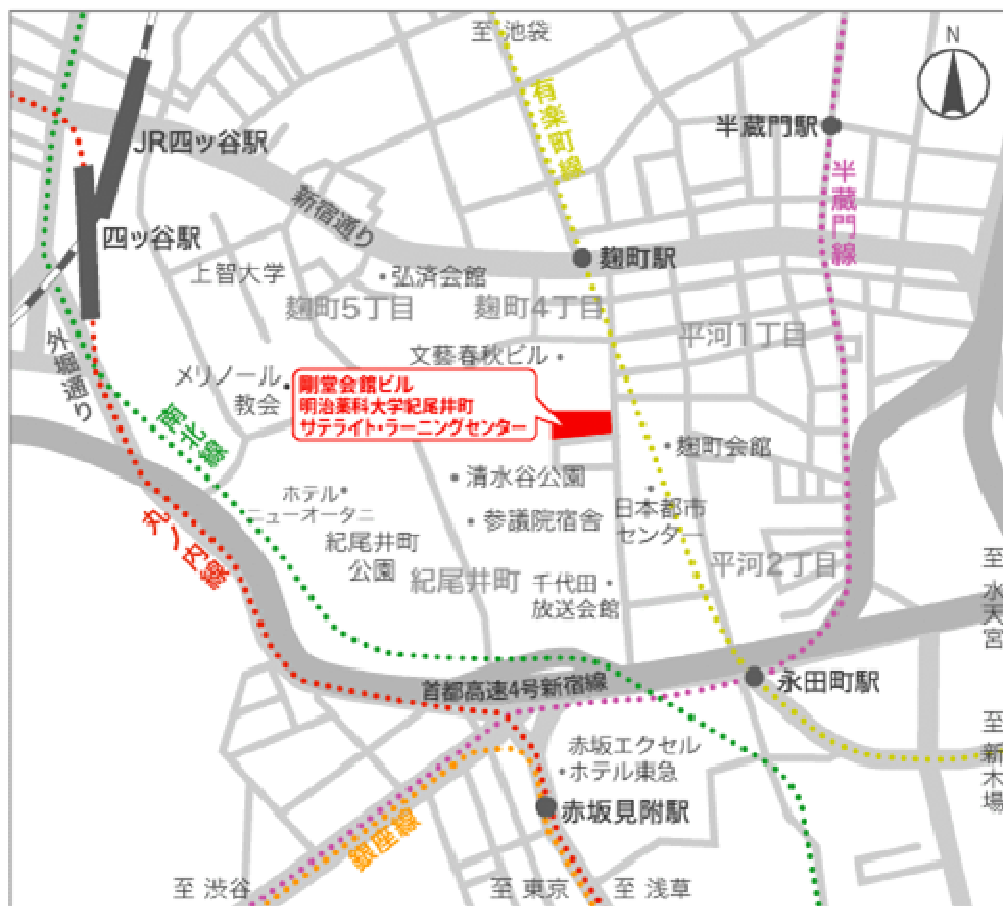 至 池袋
N
有楽町線
半蔵門駅
JR四ッ谷駅
半蔵門線
新宿通り
四ッ谷駅
麹町駅
上智大学
弘済会館
麹町5丁目
麹町4丁目
外堀通り
平河1丁目
文藝春秋ビル
メリノール
教会
剛堂会館ビル
明治薬科大学紀尾井町
サテライト・ラーニングセンター
南北線
麹町会館
清水谷公園
ホテル
ニューオータニ
参議院宿舎
日本都市
センター
丸ノ内線
紀尾井町
公園
平河2丁目
至 水天宮
紀尾井町
千代田
放送会館
首都高速4号新宿線
永田町駅
至 新木場
赤坂エクセル
ホテル東急
赤坂見附駅
銀座線
至 渋谷
至 東京
至 浅草